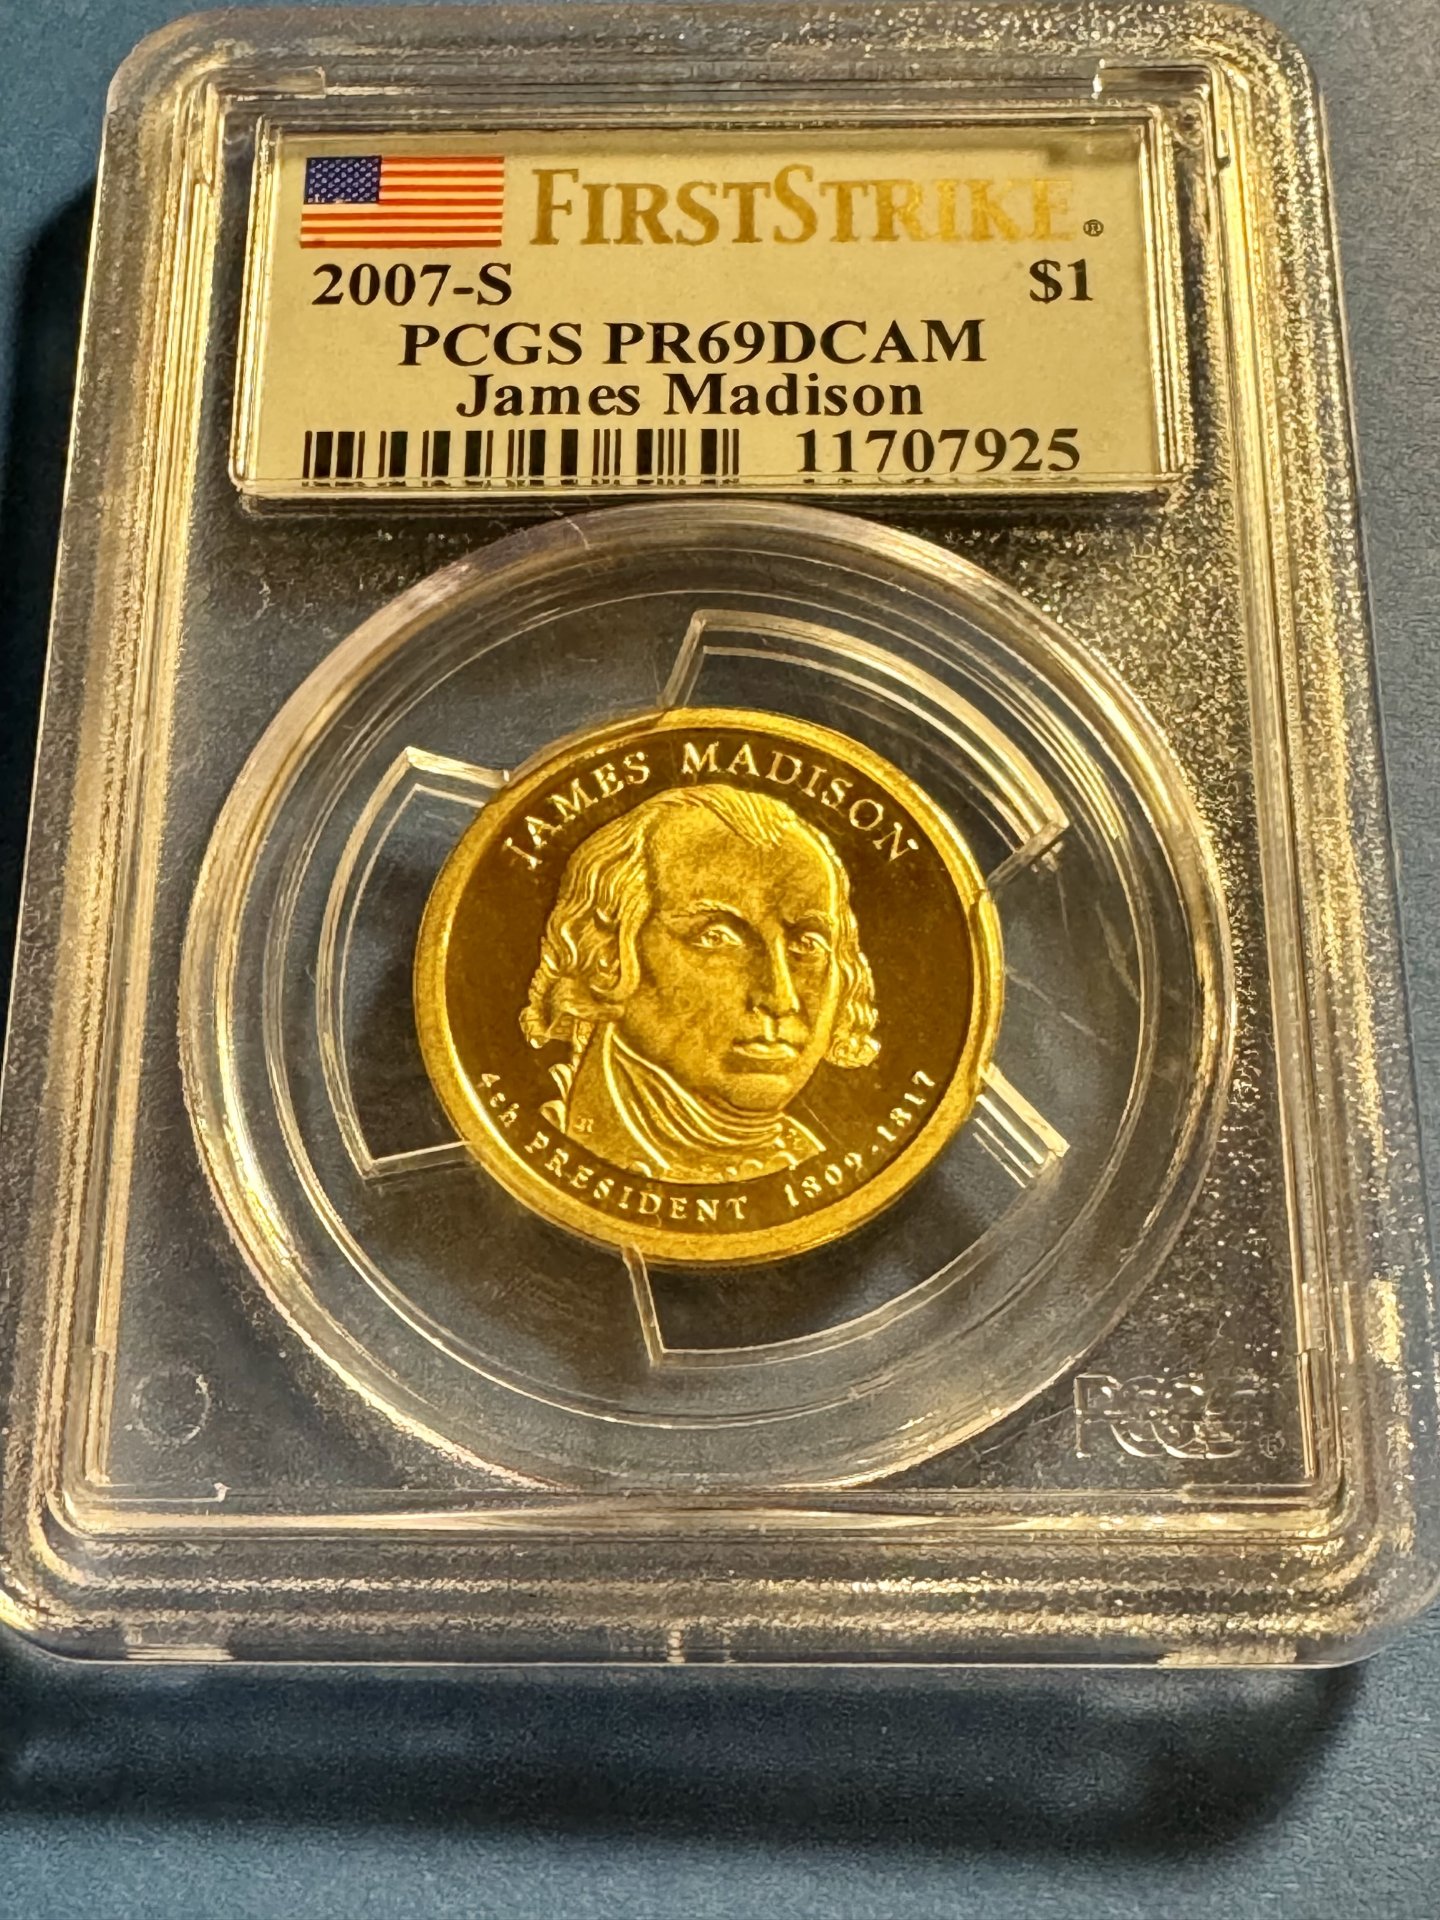 FIRSTSTRIKE®
2007-S $1
PCGS PR69DCAM
James Madison
11707925
JAMES MADISON
4th PRESIDENT 1809-1817
PCGS